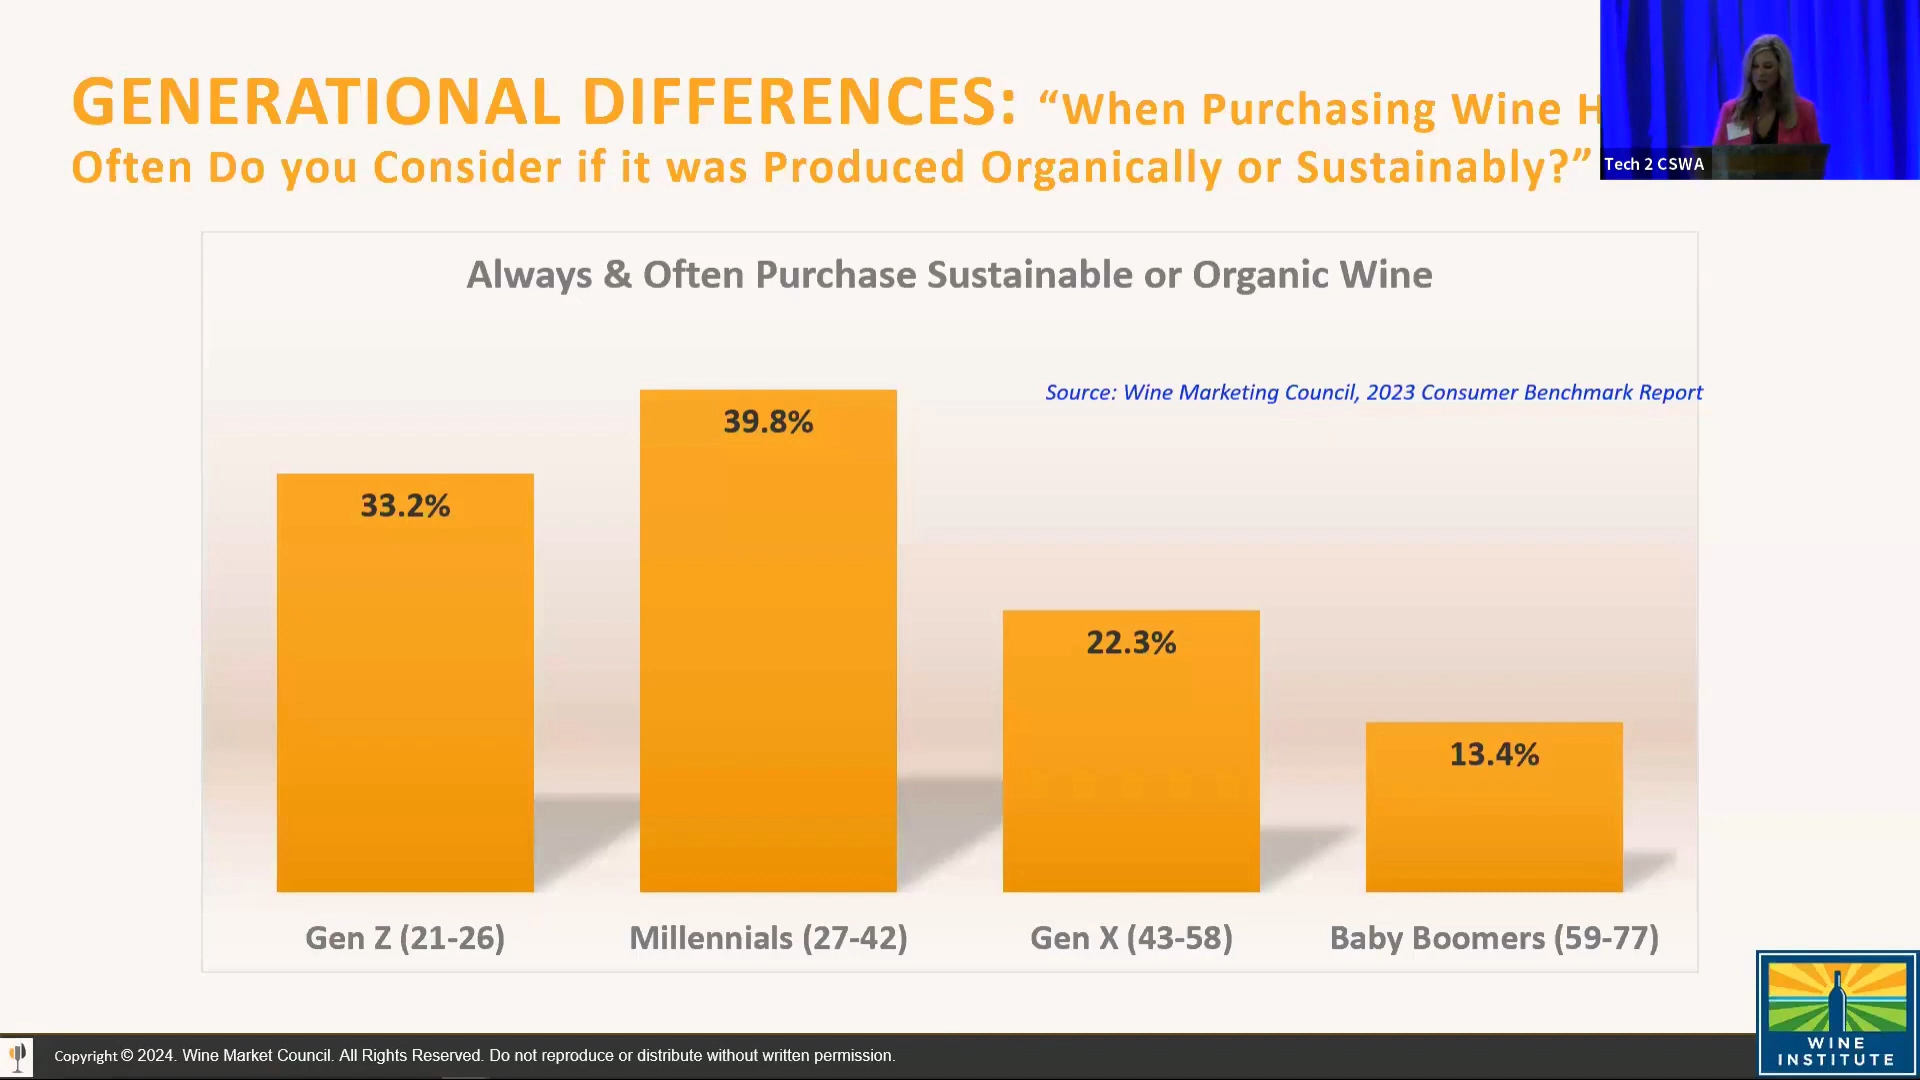 GENERATIONAL DIFFERENCES: “When Purchasing Wine
Often Do you Consider if it was Produced Organically or Sustainably?”
Tech 2 CSWA
Always & Often Purchase Sustainable or Organic Wine
Source: Wine Marketing Council, 2023 Consumer Benchmark Report
39.8%
33.2%
22.3%
13.4%
Gen Z (21-26)
Millennials (27-42)
Gen X (43-58)
Baby Boomers (59-77)
WINE
INSTITUTE
Copyright © 2024. Wine Market Council. All Rights Reserved. Do not reproduce or distribute without written permission.